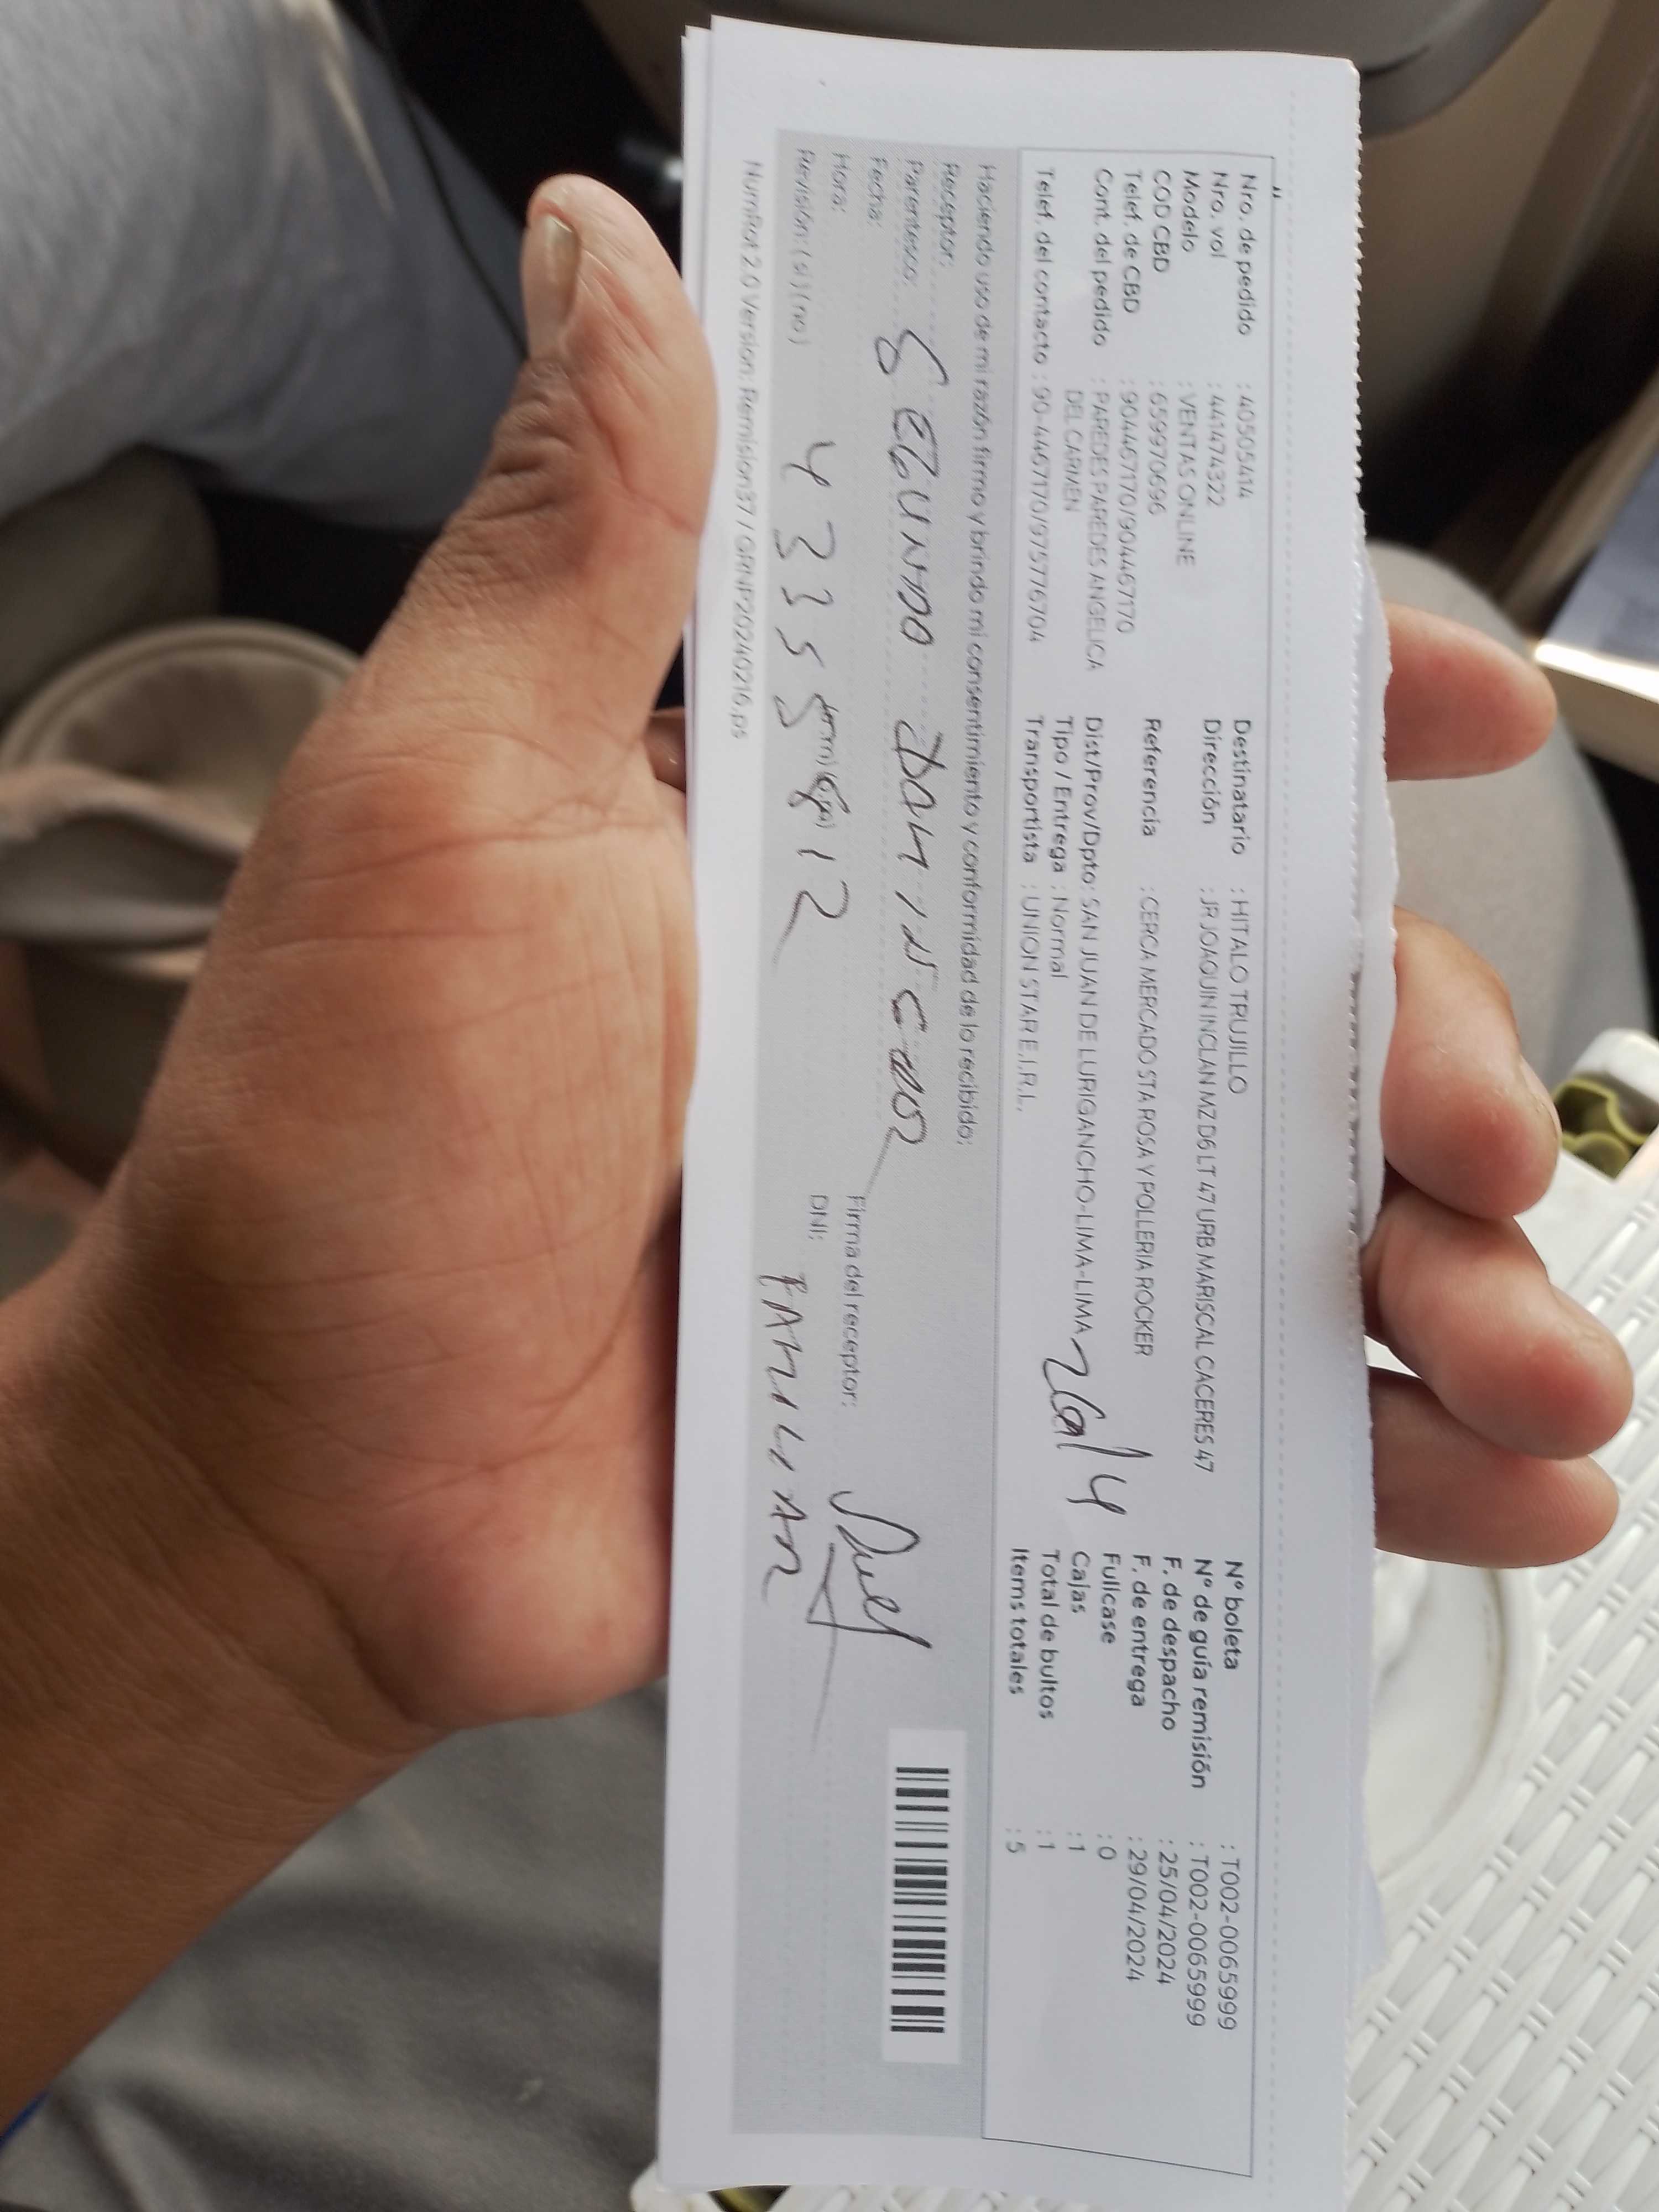 Nro. de pedido : 40505414
Nro. vol : 441474322
Modelo : VENTAS ONLINE
COD CBD : 659970696
Telef. de CBD : 904467170/904467170
Cont. del pedido : PAREDES PAREDES ANGELICA
DEL CARMEN
Telef. del contacto : 90-4467170/975776704
Destinatario : HITALO TRUJILLO
Dirección : JR JOAQUIN INCLAN MZ D6 LT 47 URB MARISCAL CACERES 47
Referencia : CERCA MERCADO STA ROSA Y POLLERIA ROCKER
Dist/Prov/Dpto: SAN JUAN DE LURIGANCHO-LIMA-LIMA
Tipo / Entrega : Normal
Transportista : UNION STAR E.I.R.L.
N° boleta : T002-0065999
N° de guía remisión : T002-0065999
F. de despacho : 25/04/2024
F. de entrega : 29/04/2024
Fullcase : 0
Cajas : 1
Total de bultos : 1
Items totales : 5
Haciendo uso de mi razón firmo y brindo mi consentimiento y conformidad de lo recibido:
Receptor:
Parentesco: SEGUNDO
Fecha:
Hora:
Revisión: (si) (no)
Firma del receptor:
DNI: FAMILIAR
NumRot 2.0 Version: Remision37 / GRNP20240216.ps